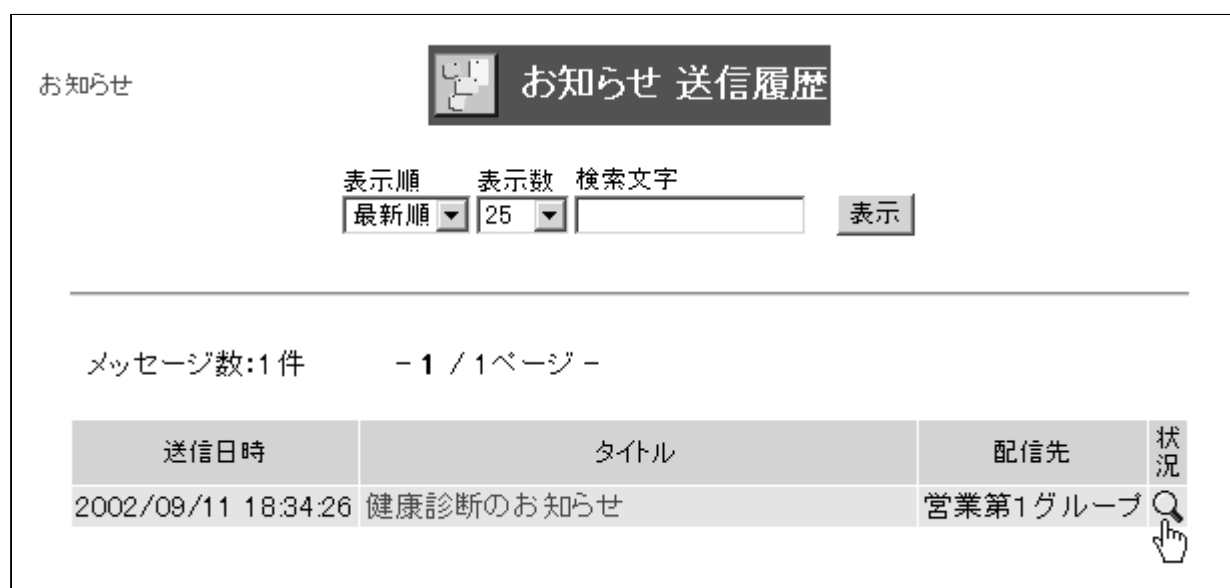 お知らせ
お知らせ 送信履歴
表示順 表示数 検索文字
最新順 25 表示
メッセージ数:1件 - 1 / 1ページ -
送信日時 タイトル 配信先 状況
2002/09/11 18:34:26 健康診断のお知らせ 営業第1グループ